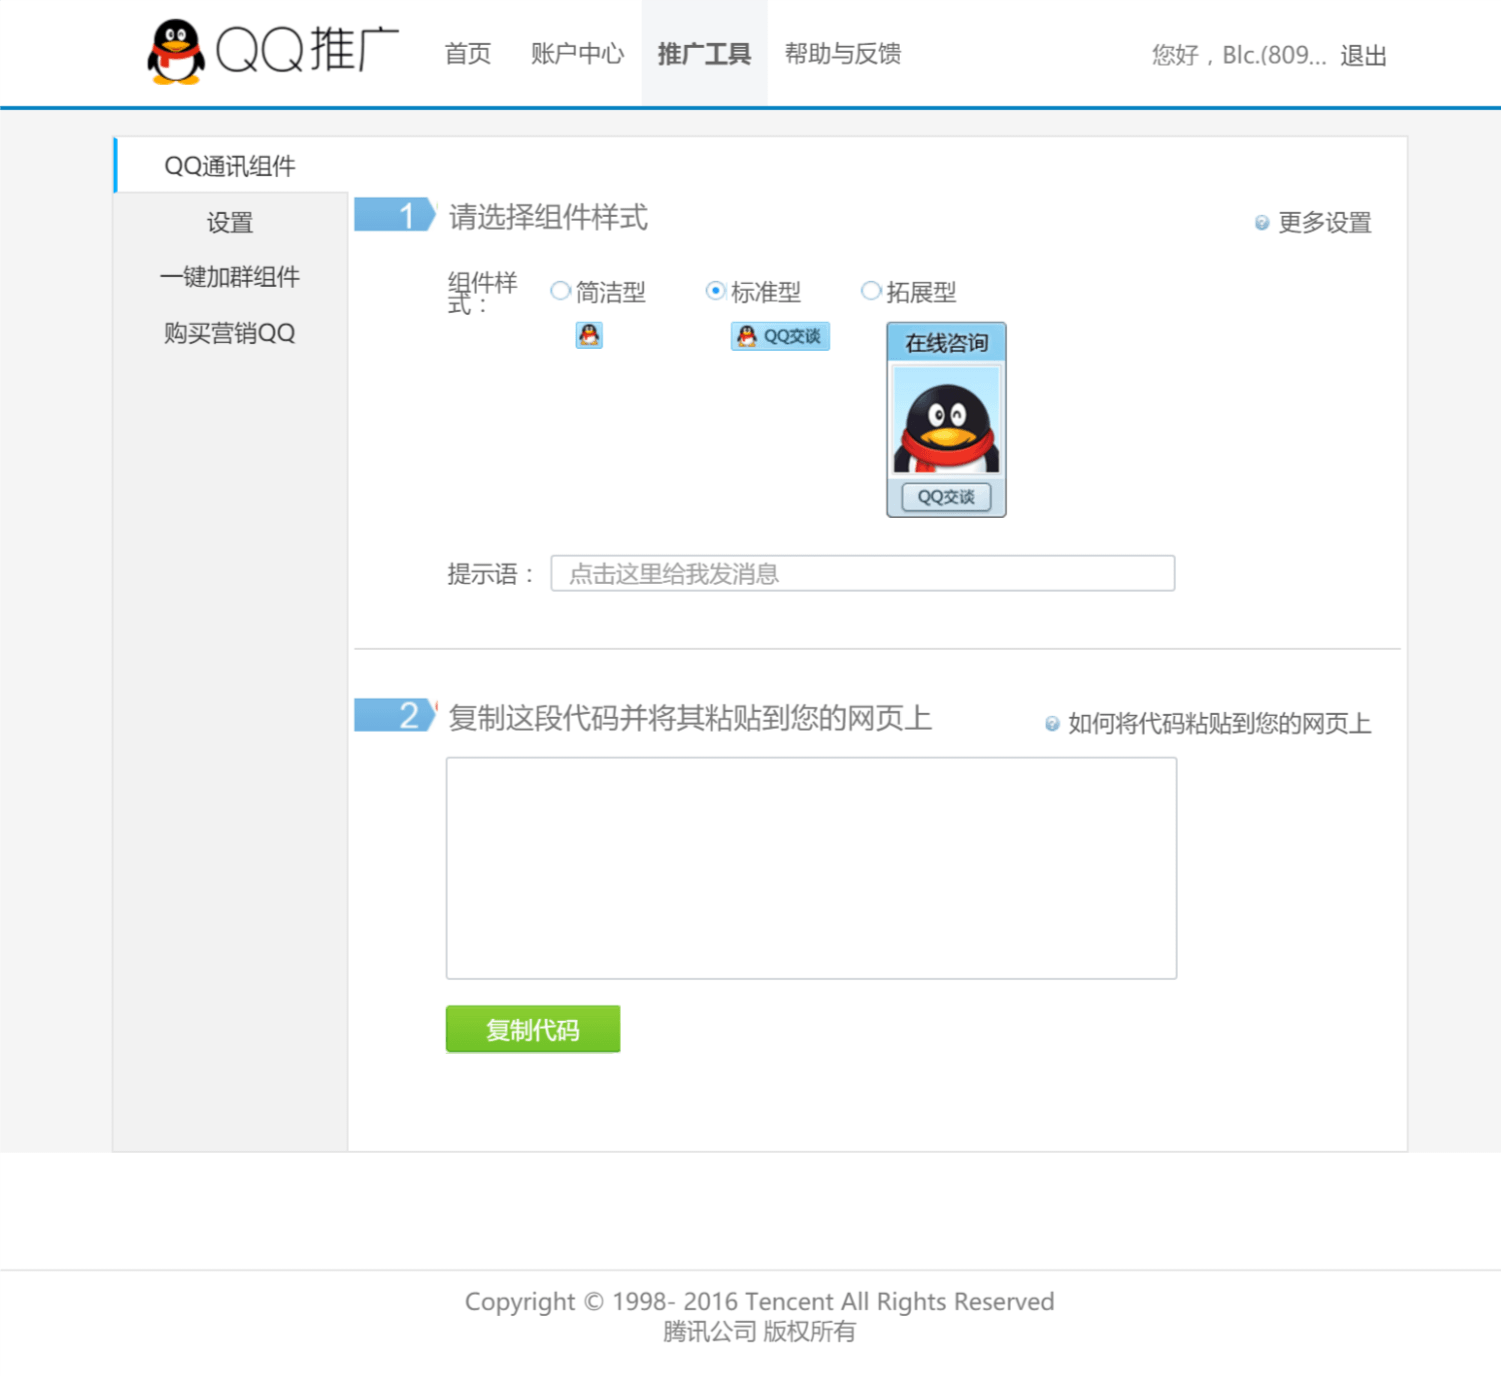 QQ推广
首页 账户中心 推广工具 帮助与反馈
您好，Blc.(809... 退出
QQ通讯组件
设置
一键加群组件
购买营销QQ
1 请选择组件样式
更多设置
组件样
式：
简洁型 标准型 拓展型
QQ交谈
在线咨询
QQ交谈
提示语： 点击这里给我发消息
2 复制这段代码并将其粘贴到您的网页上
如何将代码粘贴到您的网页上
复制代码
Copyright © 1998- 2016 Tencent All Rights Reserved
腾讯公司 版权所有